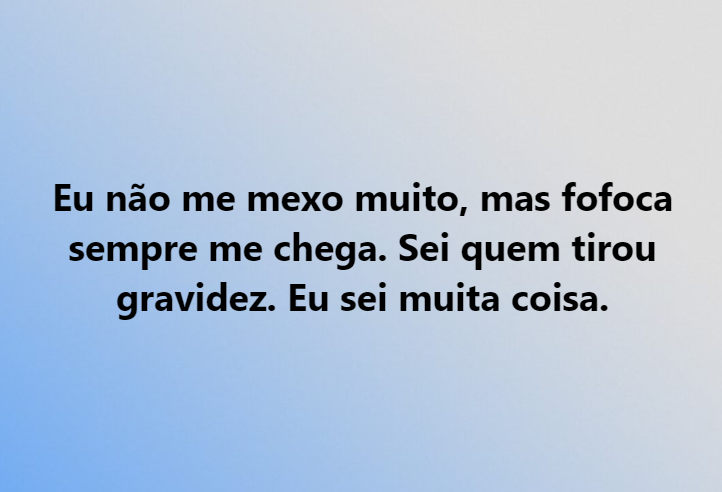 Eu não me mexo muito, mas fofoca
sempre me chega. Sei quem tirou
gravidez. Eu sei muita coisa.